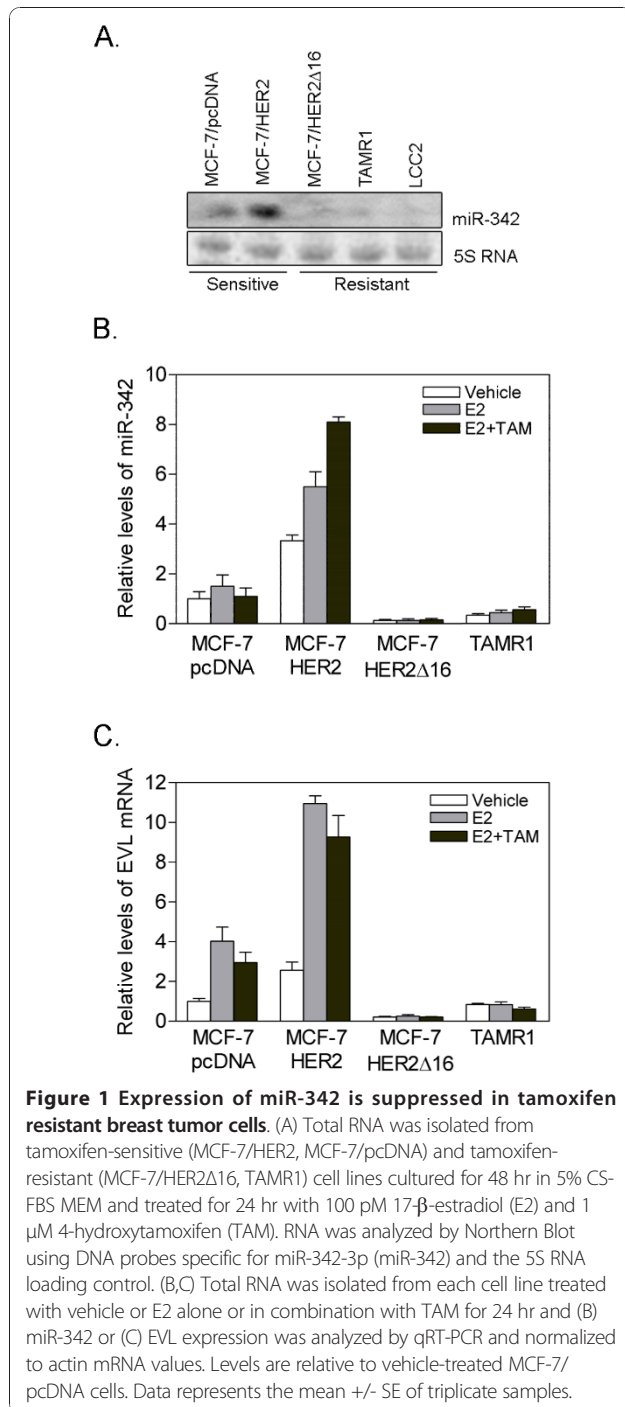 A.
MCF-7/pcDNA
MCF-7/HER2
MCF-7/HER2Δ16
TAMR1
LCC2
miR-342
5S RNA
Sensitive
Resistant
B.
Relative levels of miR-342
10
8
6
4
2
0
Vehicle
E2
E2+TAM
MCF-7
pcDNA
MCF-7
HER2
MCF-7
HER2Δ16
TAMR1
C.
Relative levels of EVL mRNA
12
10
8
6
4
2
0
Vehicle
E2
E2+TAM
MCF-7
pcDNA
MCF-7
HER2
MCF-7
HER2Δ16
TAMR1
Figure 1 Expression of miR-342 is suppressed in tamoxifen
resistant breast tumor cells. (A) Total RNA was isolated from
tamoxifen-sensitive (MCF-7/HER2, MCF-7/pcDNA) and tamoxifen-
resistant (MCF-7/HER2Δ16, TAMR1) cell lines cultured for 48 hr in 5% CS-
FBS MEM and treated for 24 hr with 100 pM 17-β-estradiol (E2) and 1
μM 4-hydroxytamoxifen (TAM). RNA was analyzed by Northern Blot
using DNA probes specific for miR-342-3p (miR-342) and the 5S RNA
loading control. (B,C) Total RNA was isolated from each cell line treated
with vehicle or E2 alone or in combination with TAM for 24 hr and (B)
miR-342 or (C) EVL expression was analyzed by qRT-PCR and normalized
to actin mRNA values. Levels are relative to vehicle-treated MCF-7/
pcDNA cells. Data represents the mean +/- SE of triplicate samples.